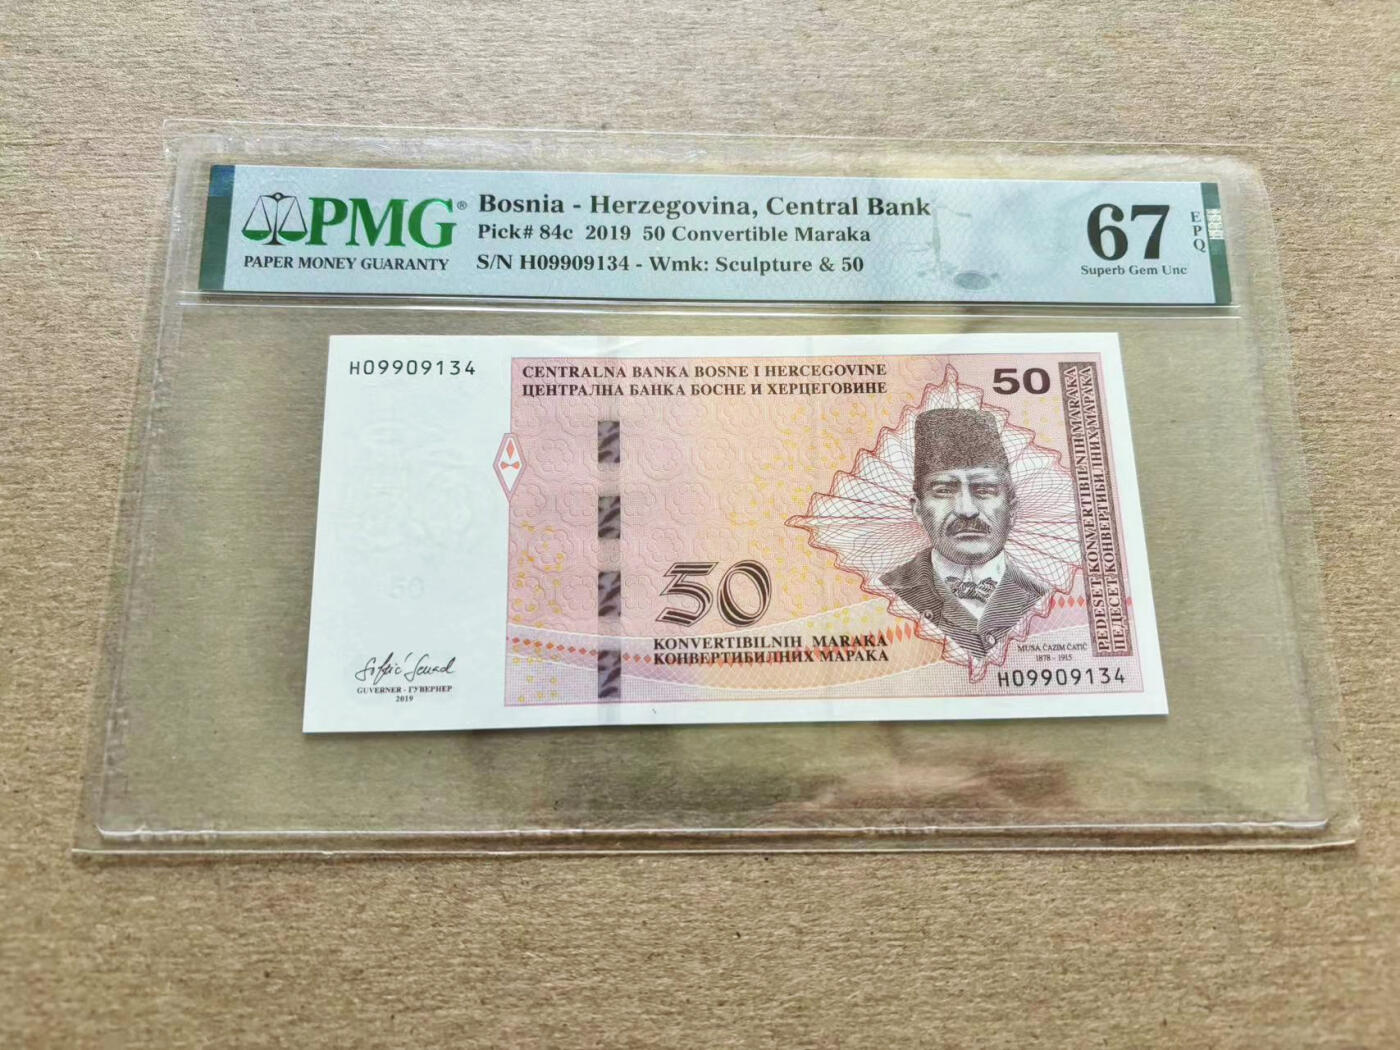 PMG®
PAPER MONEY GUARANTY
Bosnia - Herzegovina, Central Bank
Pick# 84c 2019 50 Convertible Maraka
S/N H09909134 - Wmk: Sculpture & 50
67
EPQ
Superb Gem Unc
H09909134
CENTRALNA BANKA BOSNE I HERCEGOVINE
ЦЕНТРАЛНА БАНКА БОСНЕ И ХЕРЦЕГОВИНЕ
50
PEDESET KONVERTIBILNIH MARAKA
ПЕДЕСЕТ КОНВЕРТИБИЛНИХ МАРАКА
50
50
KONVERTIBILNIH MARAKA
КОНВЕРТИБИЛНИХ МАРАКА
MUSA ĆAZIM ĆATIĆ
1878 - 1915
H09909134
GUVERNER - ГУВЕРНЕР
2019